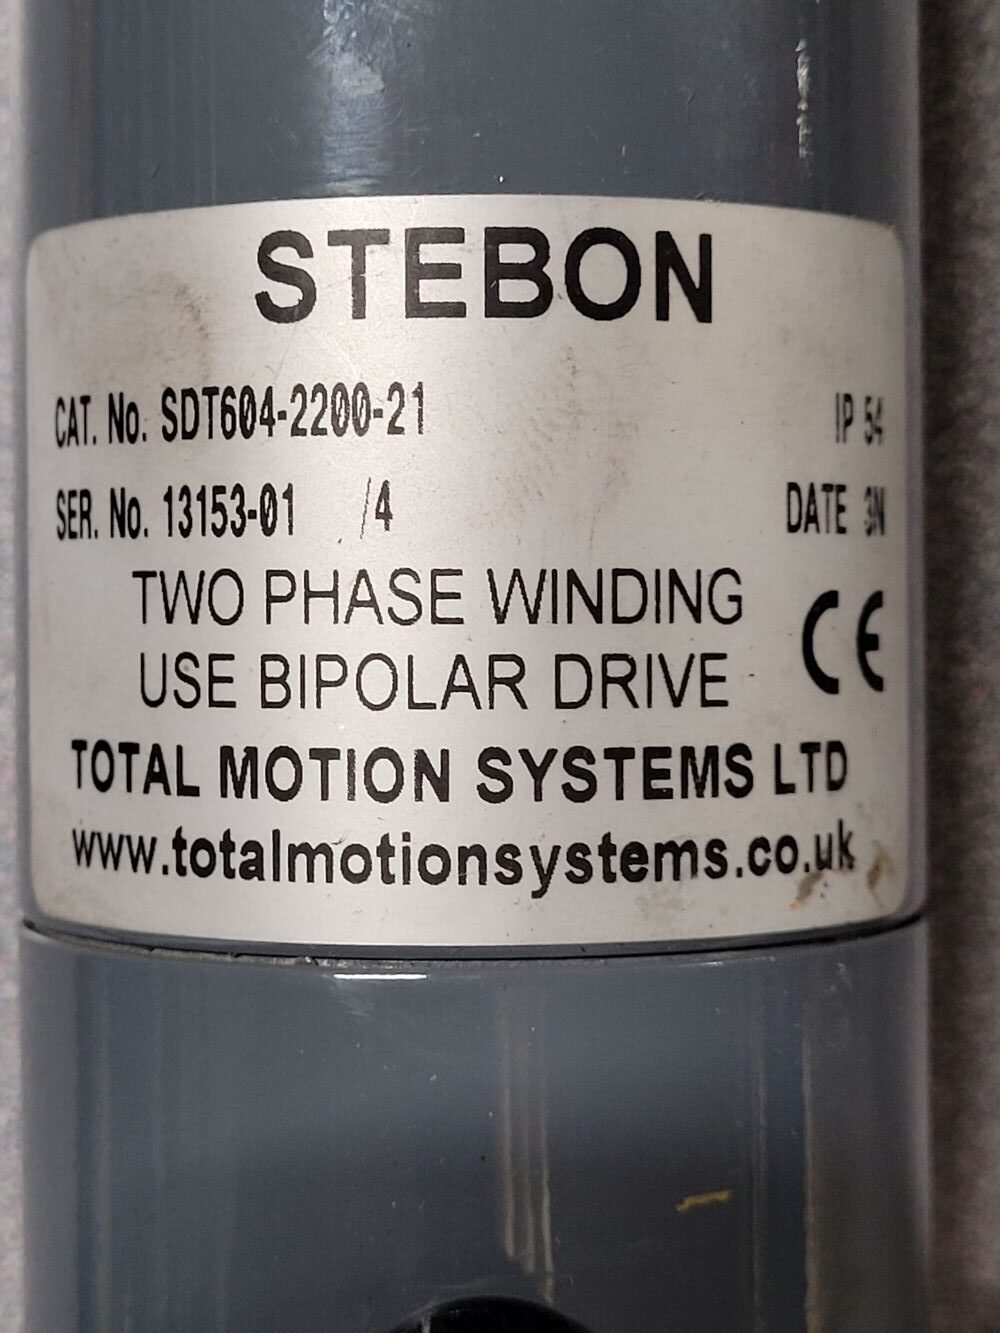 STEBON
CAT. No. SDT604-2200-21 IP 54
SER. No. 13153-01 /4 DATE 3N
TWO PHASE WINDING
USE BIPOLAR DRIVE CE
TOTAL MOTION SYSTEMS LTD
www.totalmotionsystems.co.uk